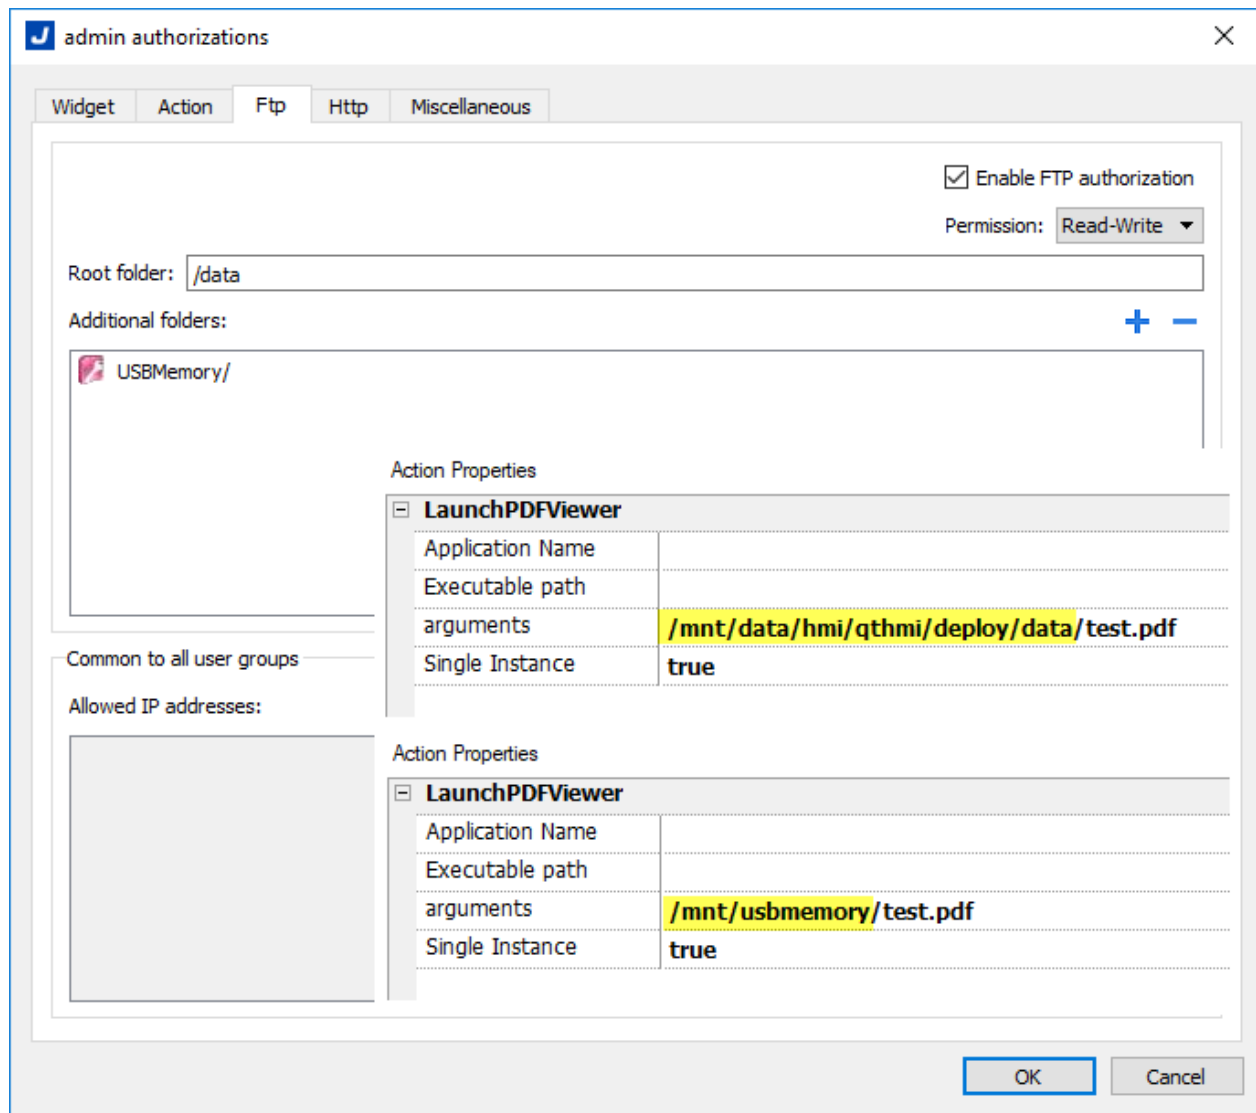 admin authorizations
Widget Action Ftp Http Miscellaneous
Enable FTP authorization
Permission: Read-Write
Root folder: /data
Additional folders:
USBMemory/
Action Properties
LaunchPDFViewer
Application Name
Executable path
arguments /mnt/data/hmi/qthmi/deploy/data/test.pdf
Single Instance true
Common to all user groups
Allowed IP addresses:
Action Properties
LaunchPDFViewer
Application Name
Executable path
arguments /mnt/usbmemory/test.pdf
Single Instance true
OK Cancel